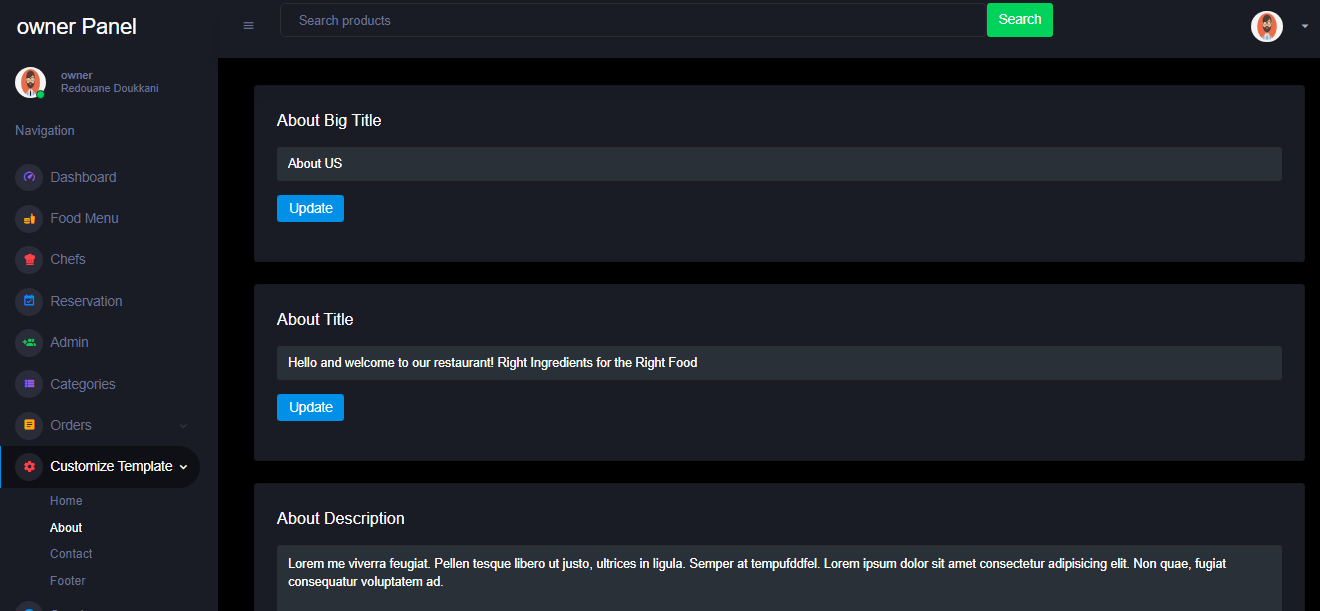 owner Panel
Search products
Search
owner
Redouane Doukkani
Navigation
Dashboard
Food Menu
Chefs
Reservation
Admin
Categories
Orders
Customize Template
Home
About
Contact
Footer
About Big Title
About US
Update
About Title
Hello and welcome to our restaurant! Right Ingredients for the Right Food
Update
About Description
Lorem me viverra feugiat. Pellen tesque libero ut justo, ultrices in ligula. Semper at tempufddfel. Lorem ipsum dolor sit amet consectetur adipisicing elit. Non quae, fugiat
consequatur voluptatem ad.